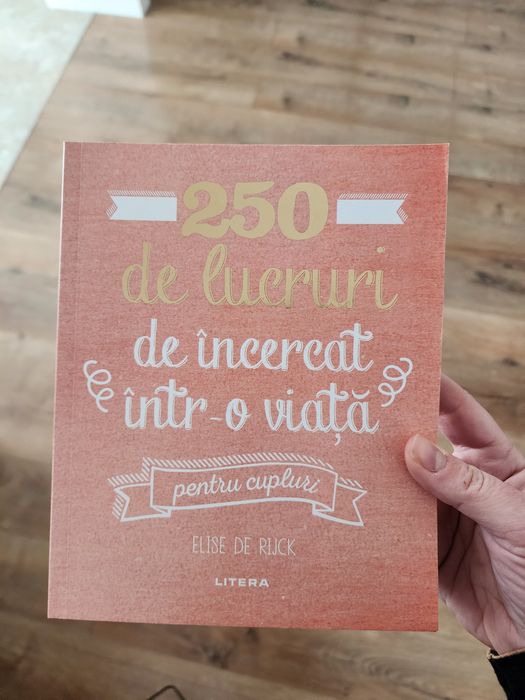 250
de lucruri
de încercat
într-o viață
pentru cupluri
ELISE DE RIJCK
LITERA